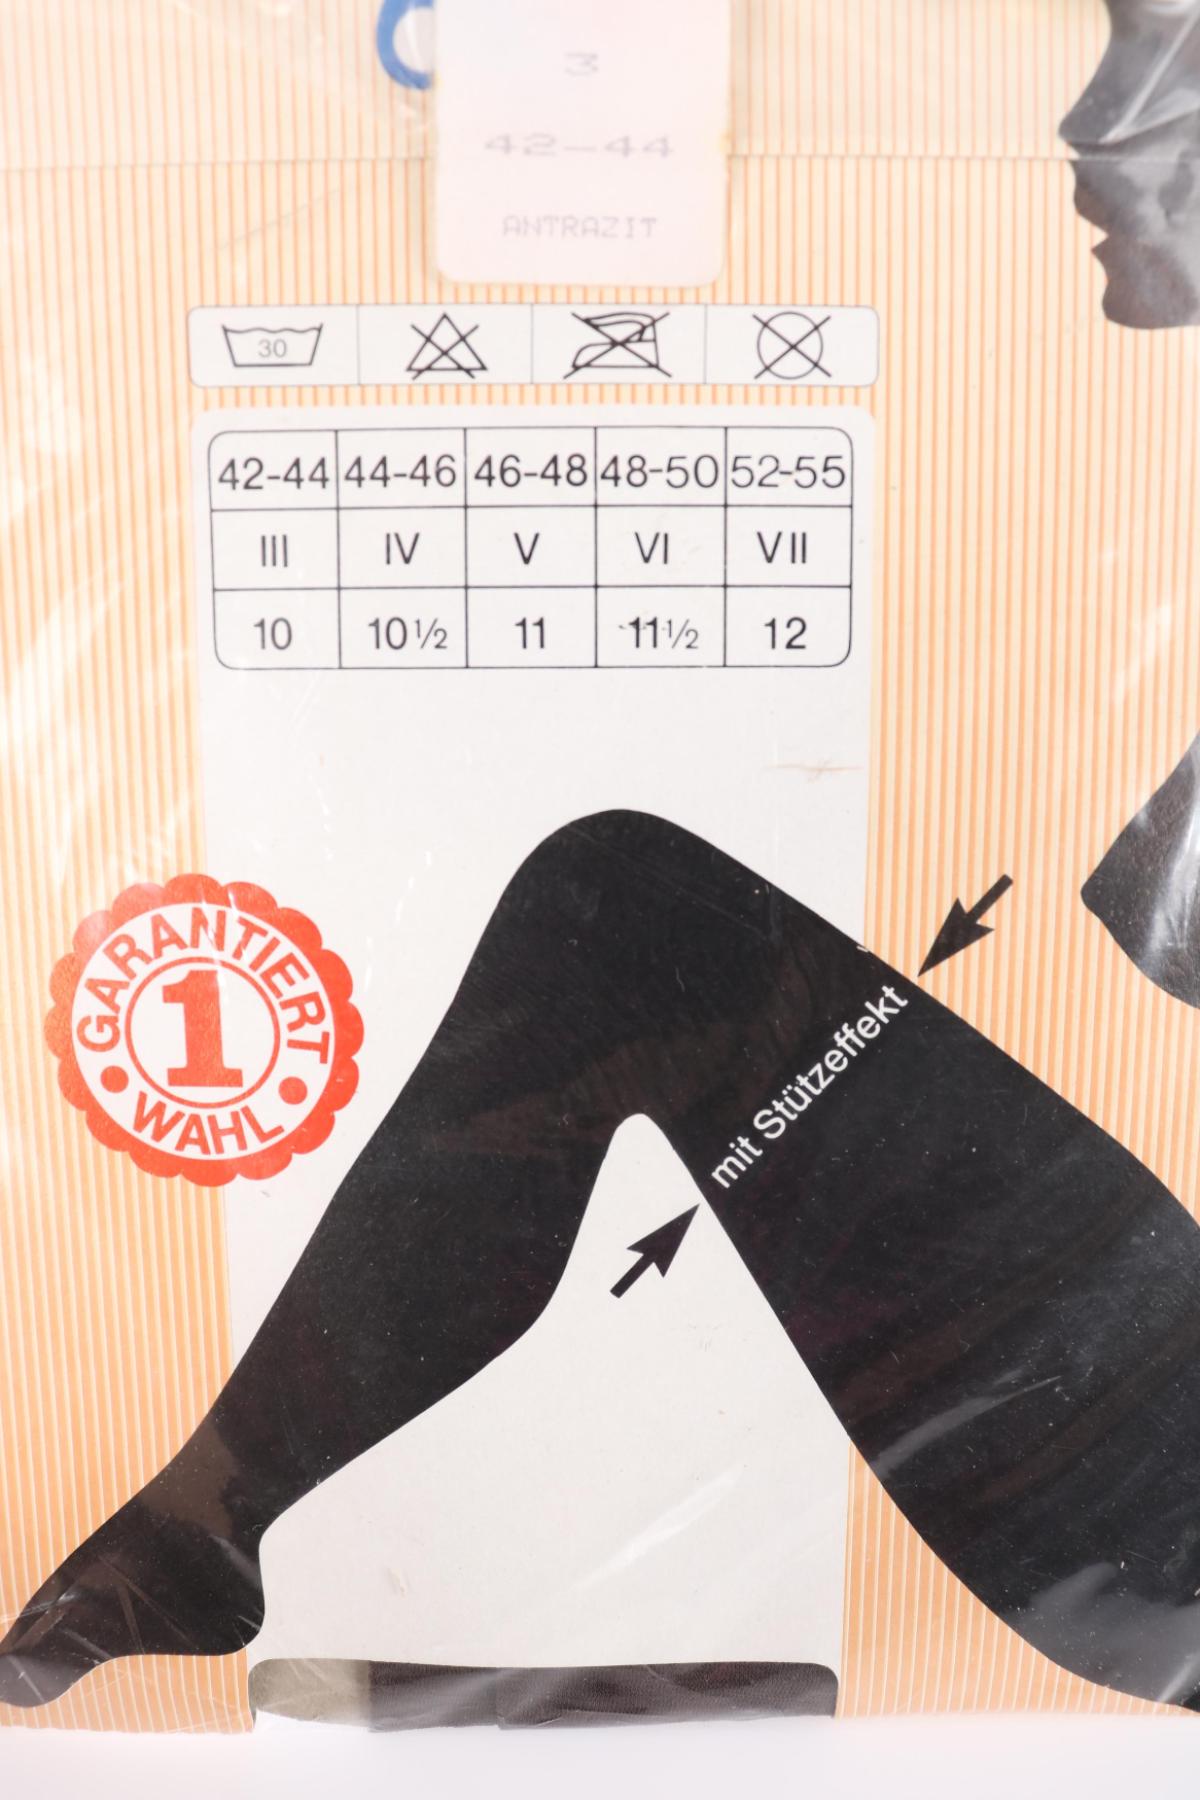 3
42-44
ANTRAZIT
30
42-44 44-46 46-48 48-50 52-55
III IV V VI VII
10 10½ 11 11½ 12
GARANTIERT
1
WAHL
mit Stützeffekt